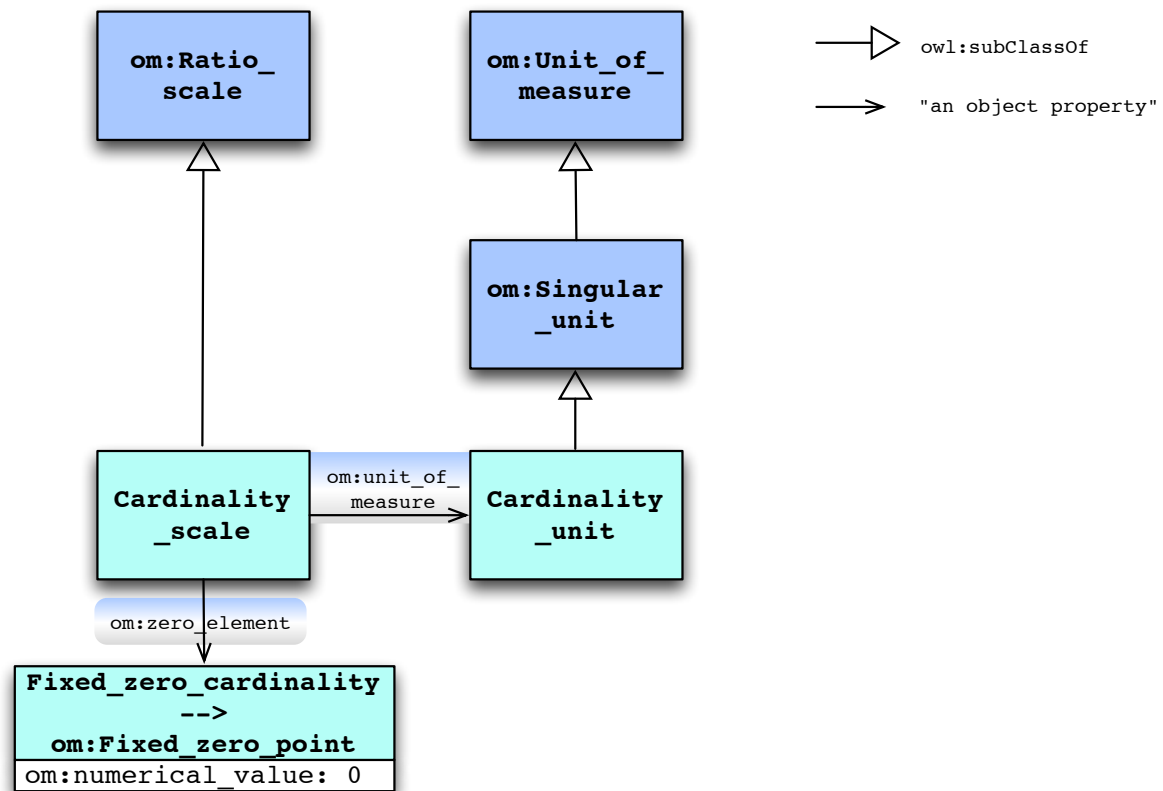 om:Ratio_
scale
om:Unit_of_
measure
owl:subClassOf
"an object property"
om:Singular
_unit
Cardinality
_scale
om:unit_of_
measure
Cardinality
_unit
om:zero_element
Fixed_zero_cardinality
-->
om:Fixed_zero_point
om:numerical_value: 0